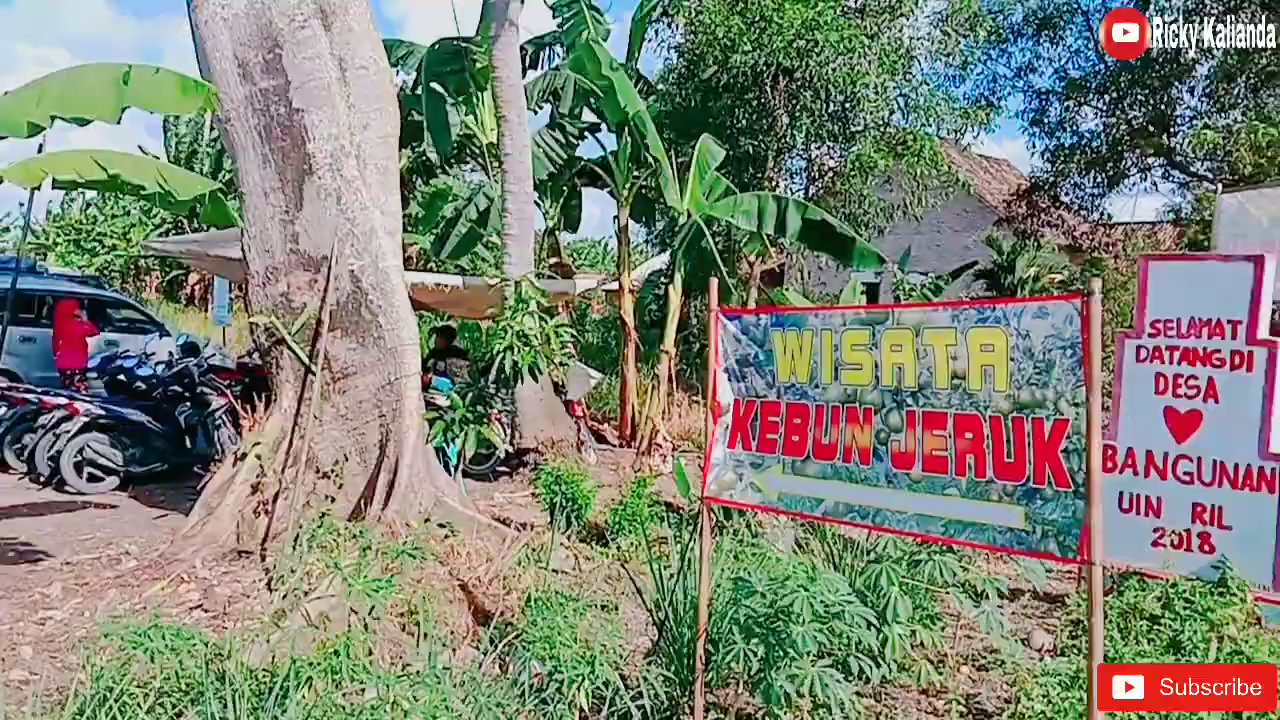 Ricky Kalianda
WISATA
KEBUN JERUK
SELAMAT
DATANG DI
DESA
BANGUNAN
UIN RIL
2018
Subscribe